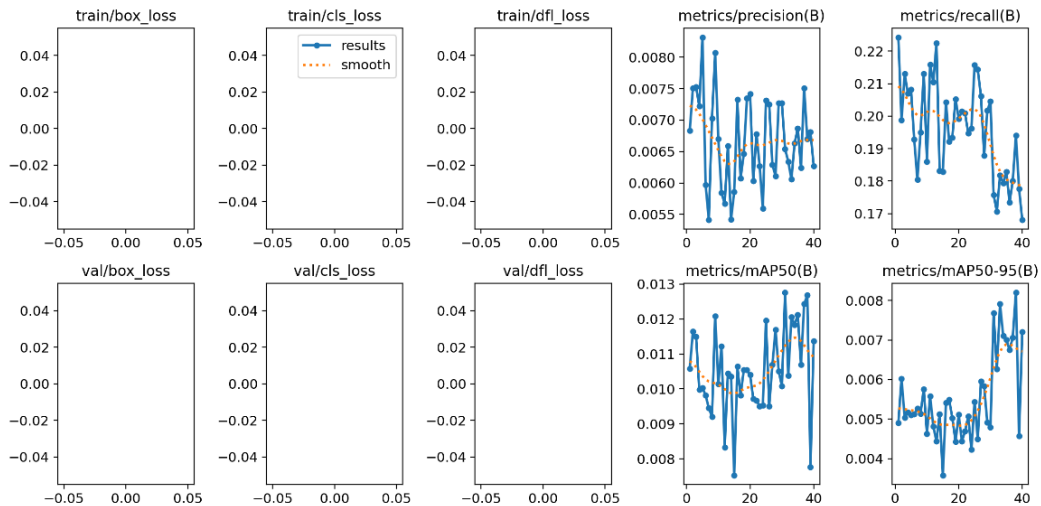 train/box_loss train/cls_loss train/dfl_loss metrics/precision(B) metrics/recall(B)
0.04 0.04 0.04 0.0080 0.22
results
smooth
0.02 0.02 0.02 0.0075 0.21
0.00 0.00 0.00 0.0070 0.20
0.0065 0.19
−0.02 −0.02 −0.02 0.0060 0.18
−0.04 −0.04 −0.04 0.0055 0.17
−0.05 0.00 0.05 −0.05 0.00 0.05 −0.05 0.00 0.05 0 20 40 0 20 40
val/box_loss val/cls_loss val/dfl_loss metrics/mAP50(B) metrics/mAP50-95(B)
0.013
0.04 0.04 0.04 0.012 0.008
0.02 0.02 0.02 0.011 0.007
0.00 0.00 0.00 0.010 0.006
−0.02 −0.02 −0.02 0.009 0.005
−0.04 −0.04 −0.04 0.008 0.004
−0.05 0.00 0.05 −0.05 0.00 0.05 −0.05 0.00 0.05 0 20 40 0 20 40